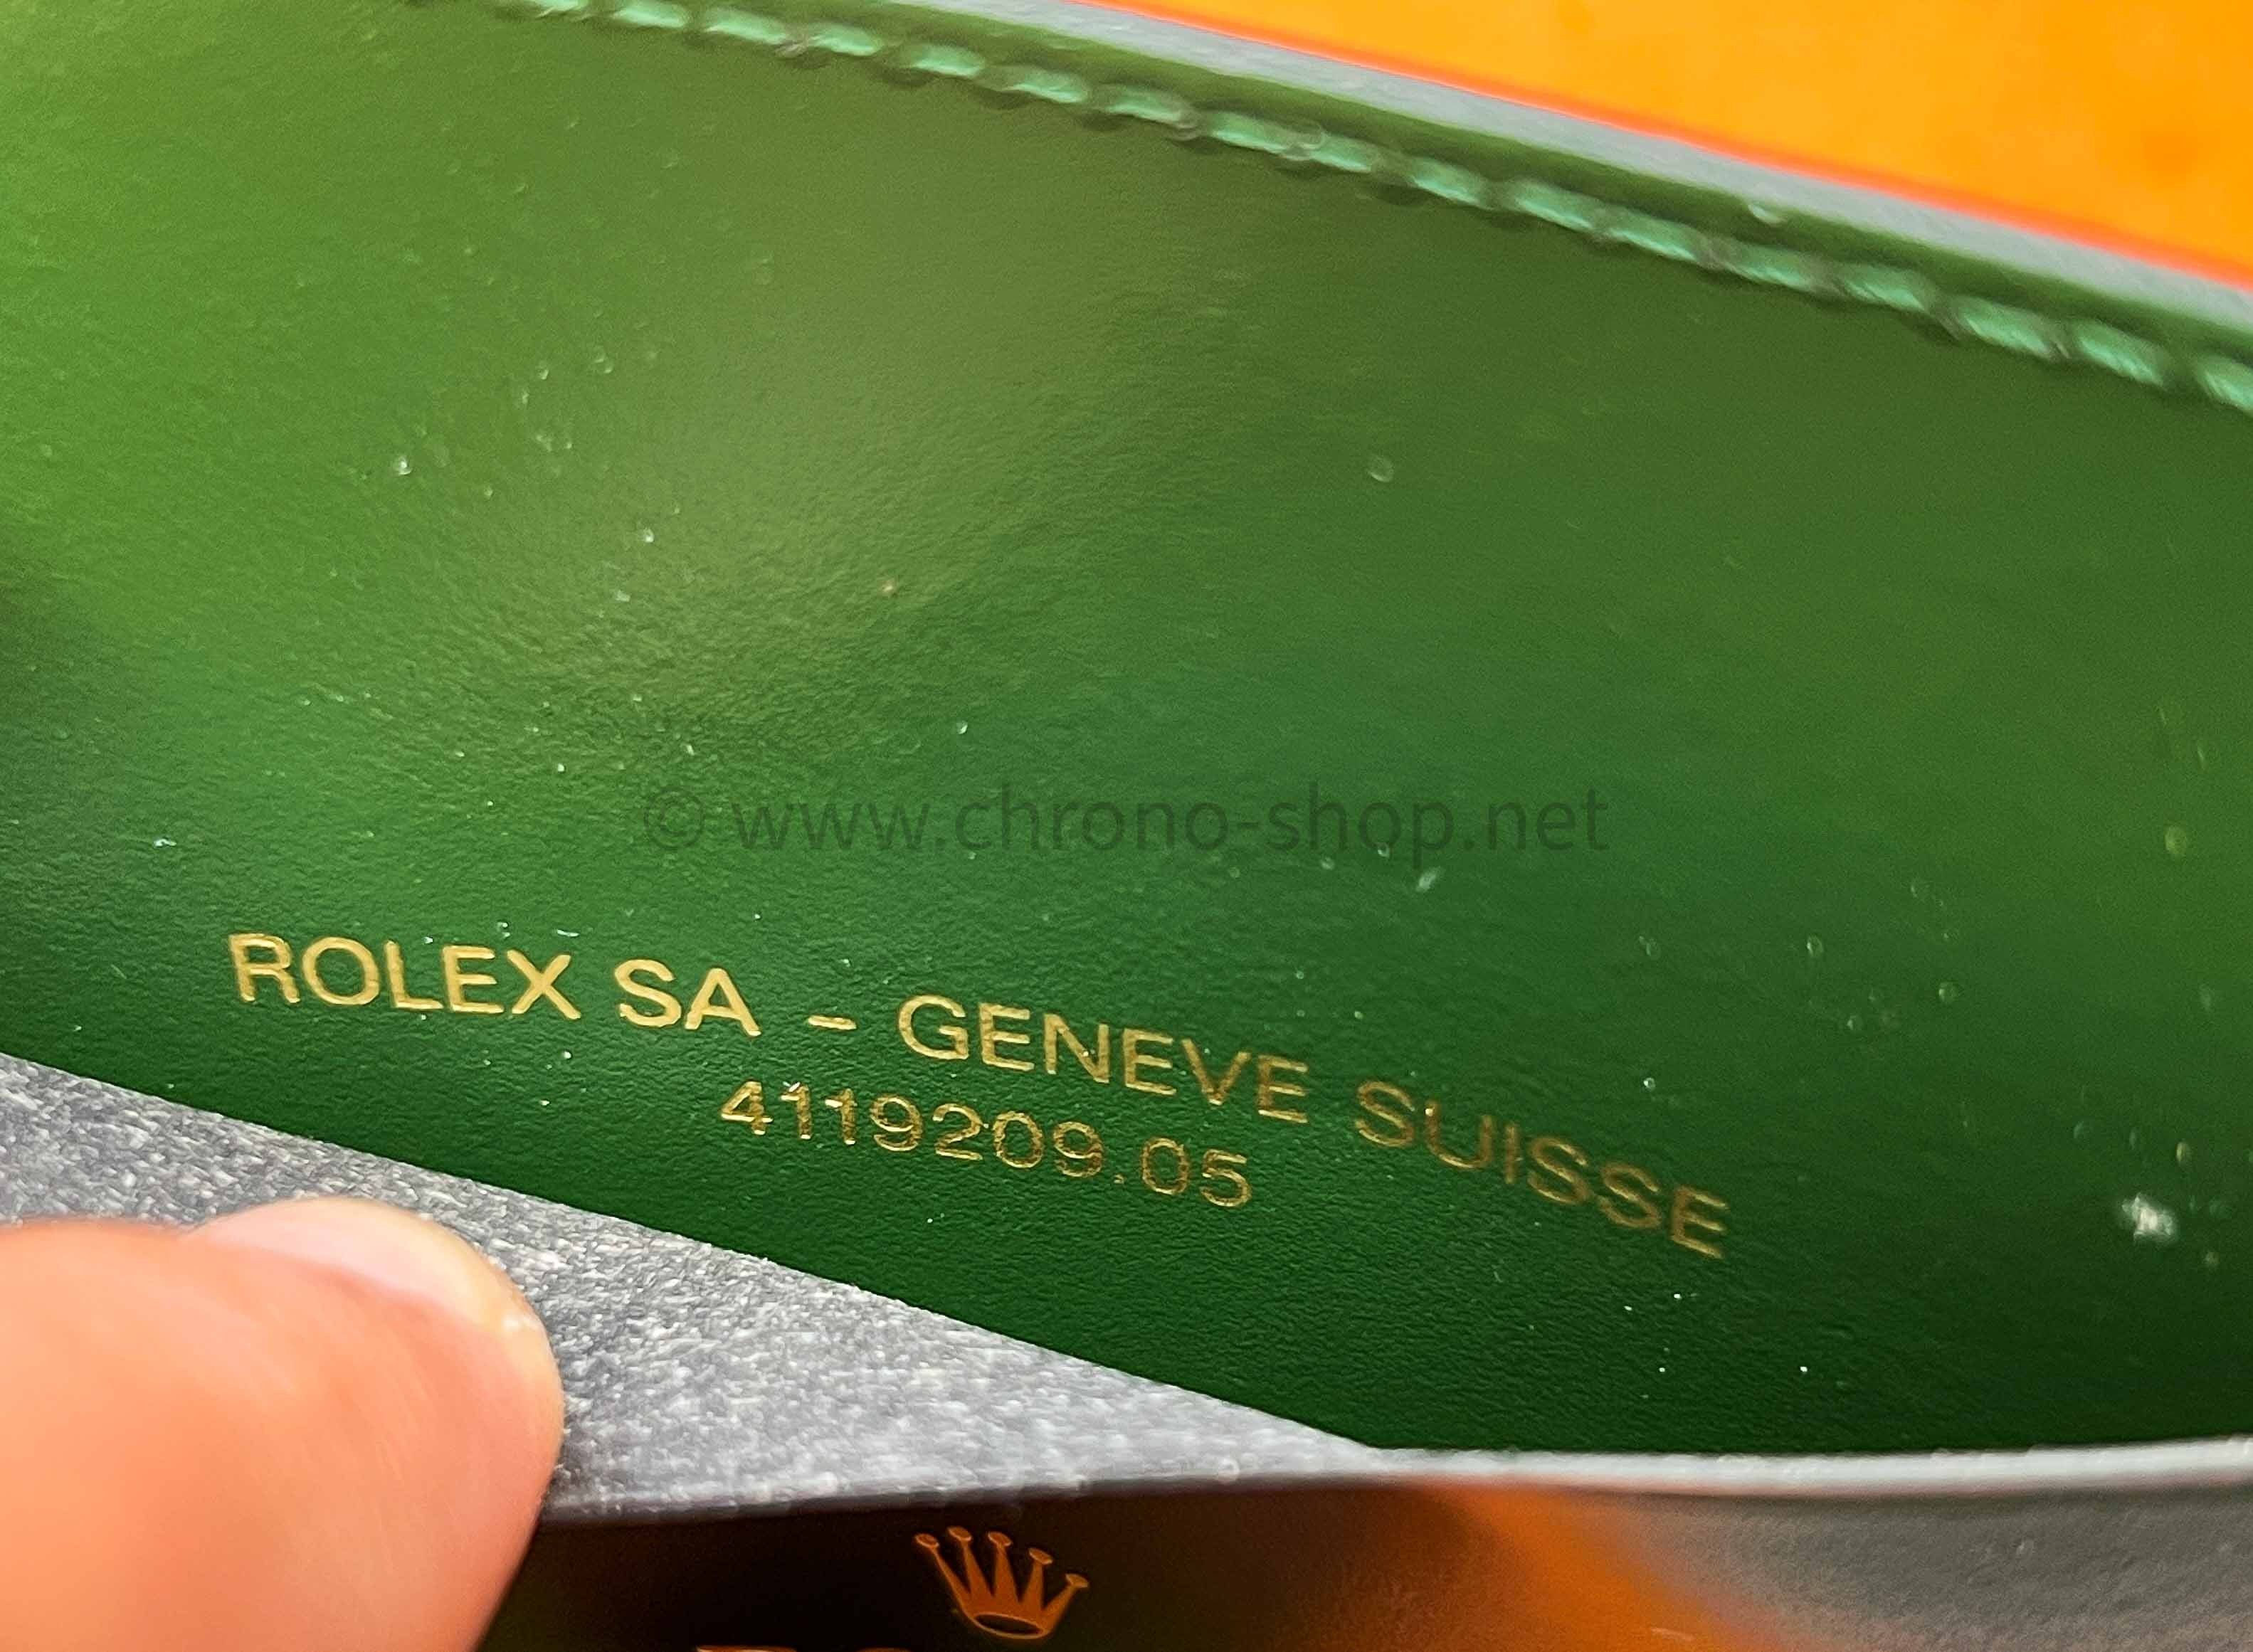 © www.chrono-shop.net
ROLEX SA - GENEVE SUISSE
4119209.05